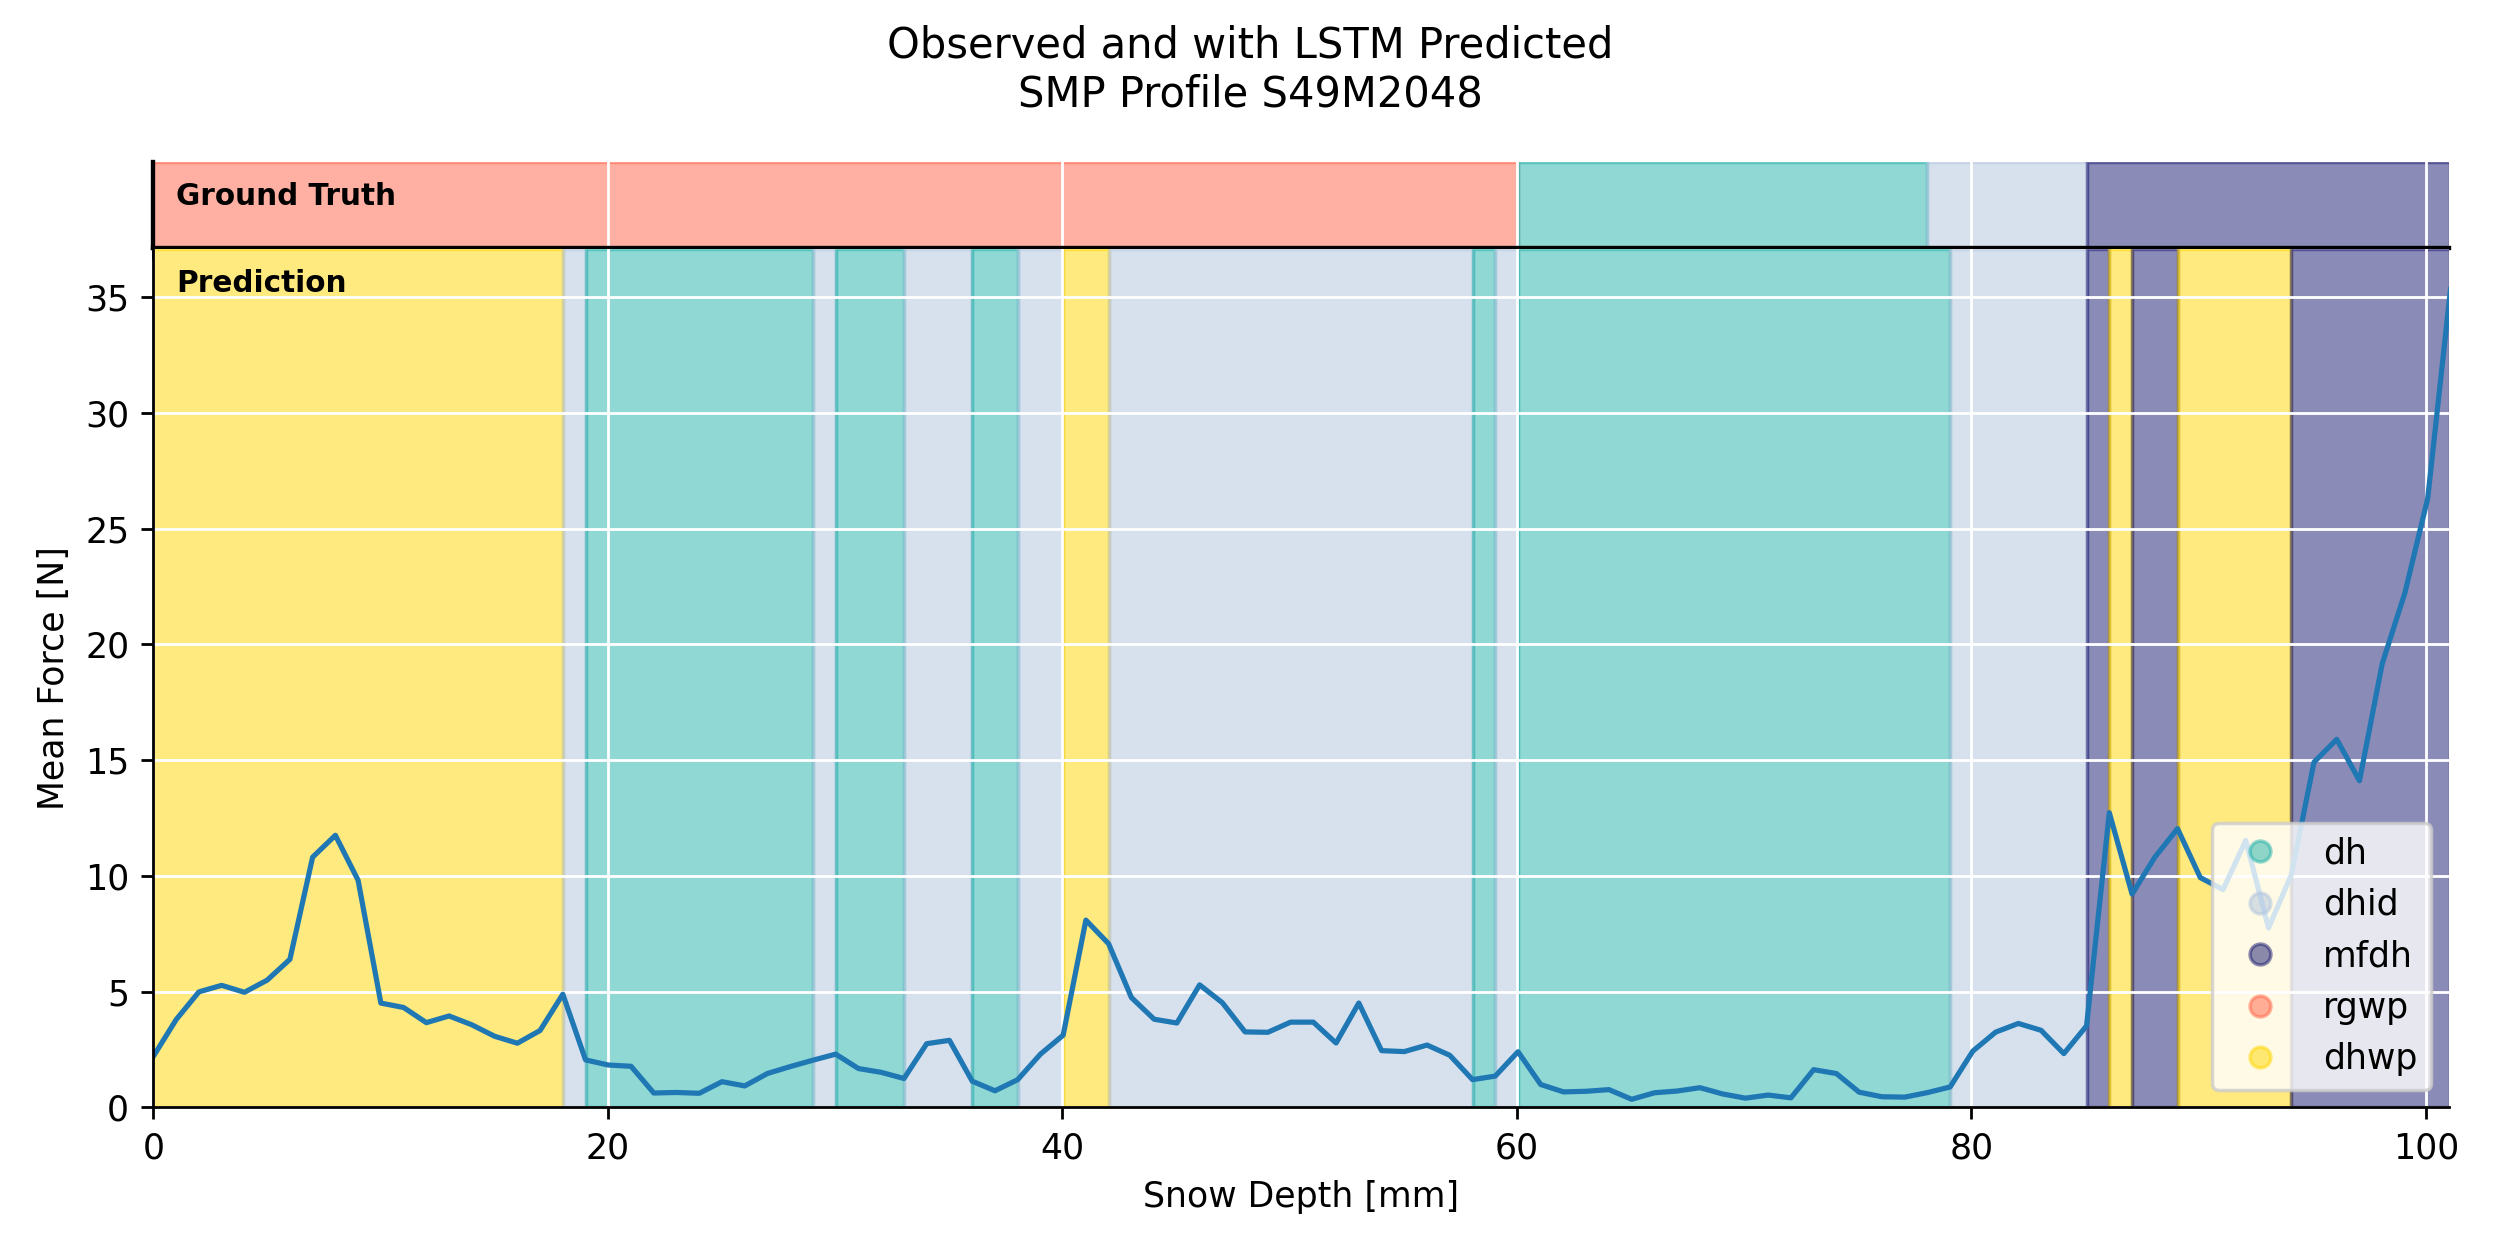 Observed and with LSTM Predicted
SMP Profile S49M2048
Ground Truth
Prediction
35
30
25
20
15
10
5
0
Mean Force [N]
0 20 40 60 80 100
Snow Depth [mm]
dh
dhid
mfdh
rgwp
dhwp